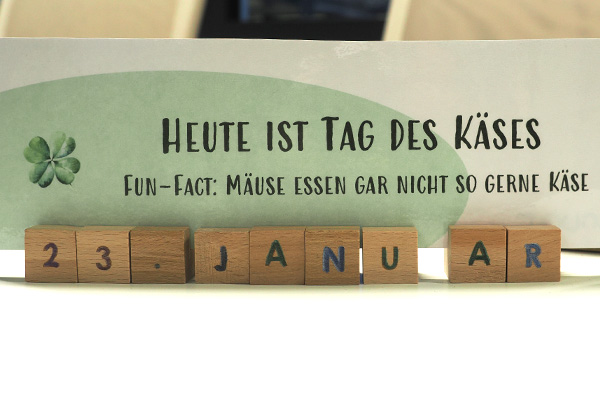 Heute ist Tag des Käses
Fun-Fact: Mäuse essen gar nicht so gerne Käse
23. JANUAR